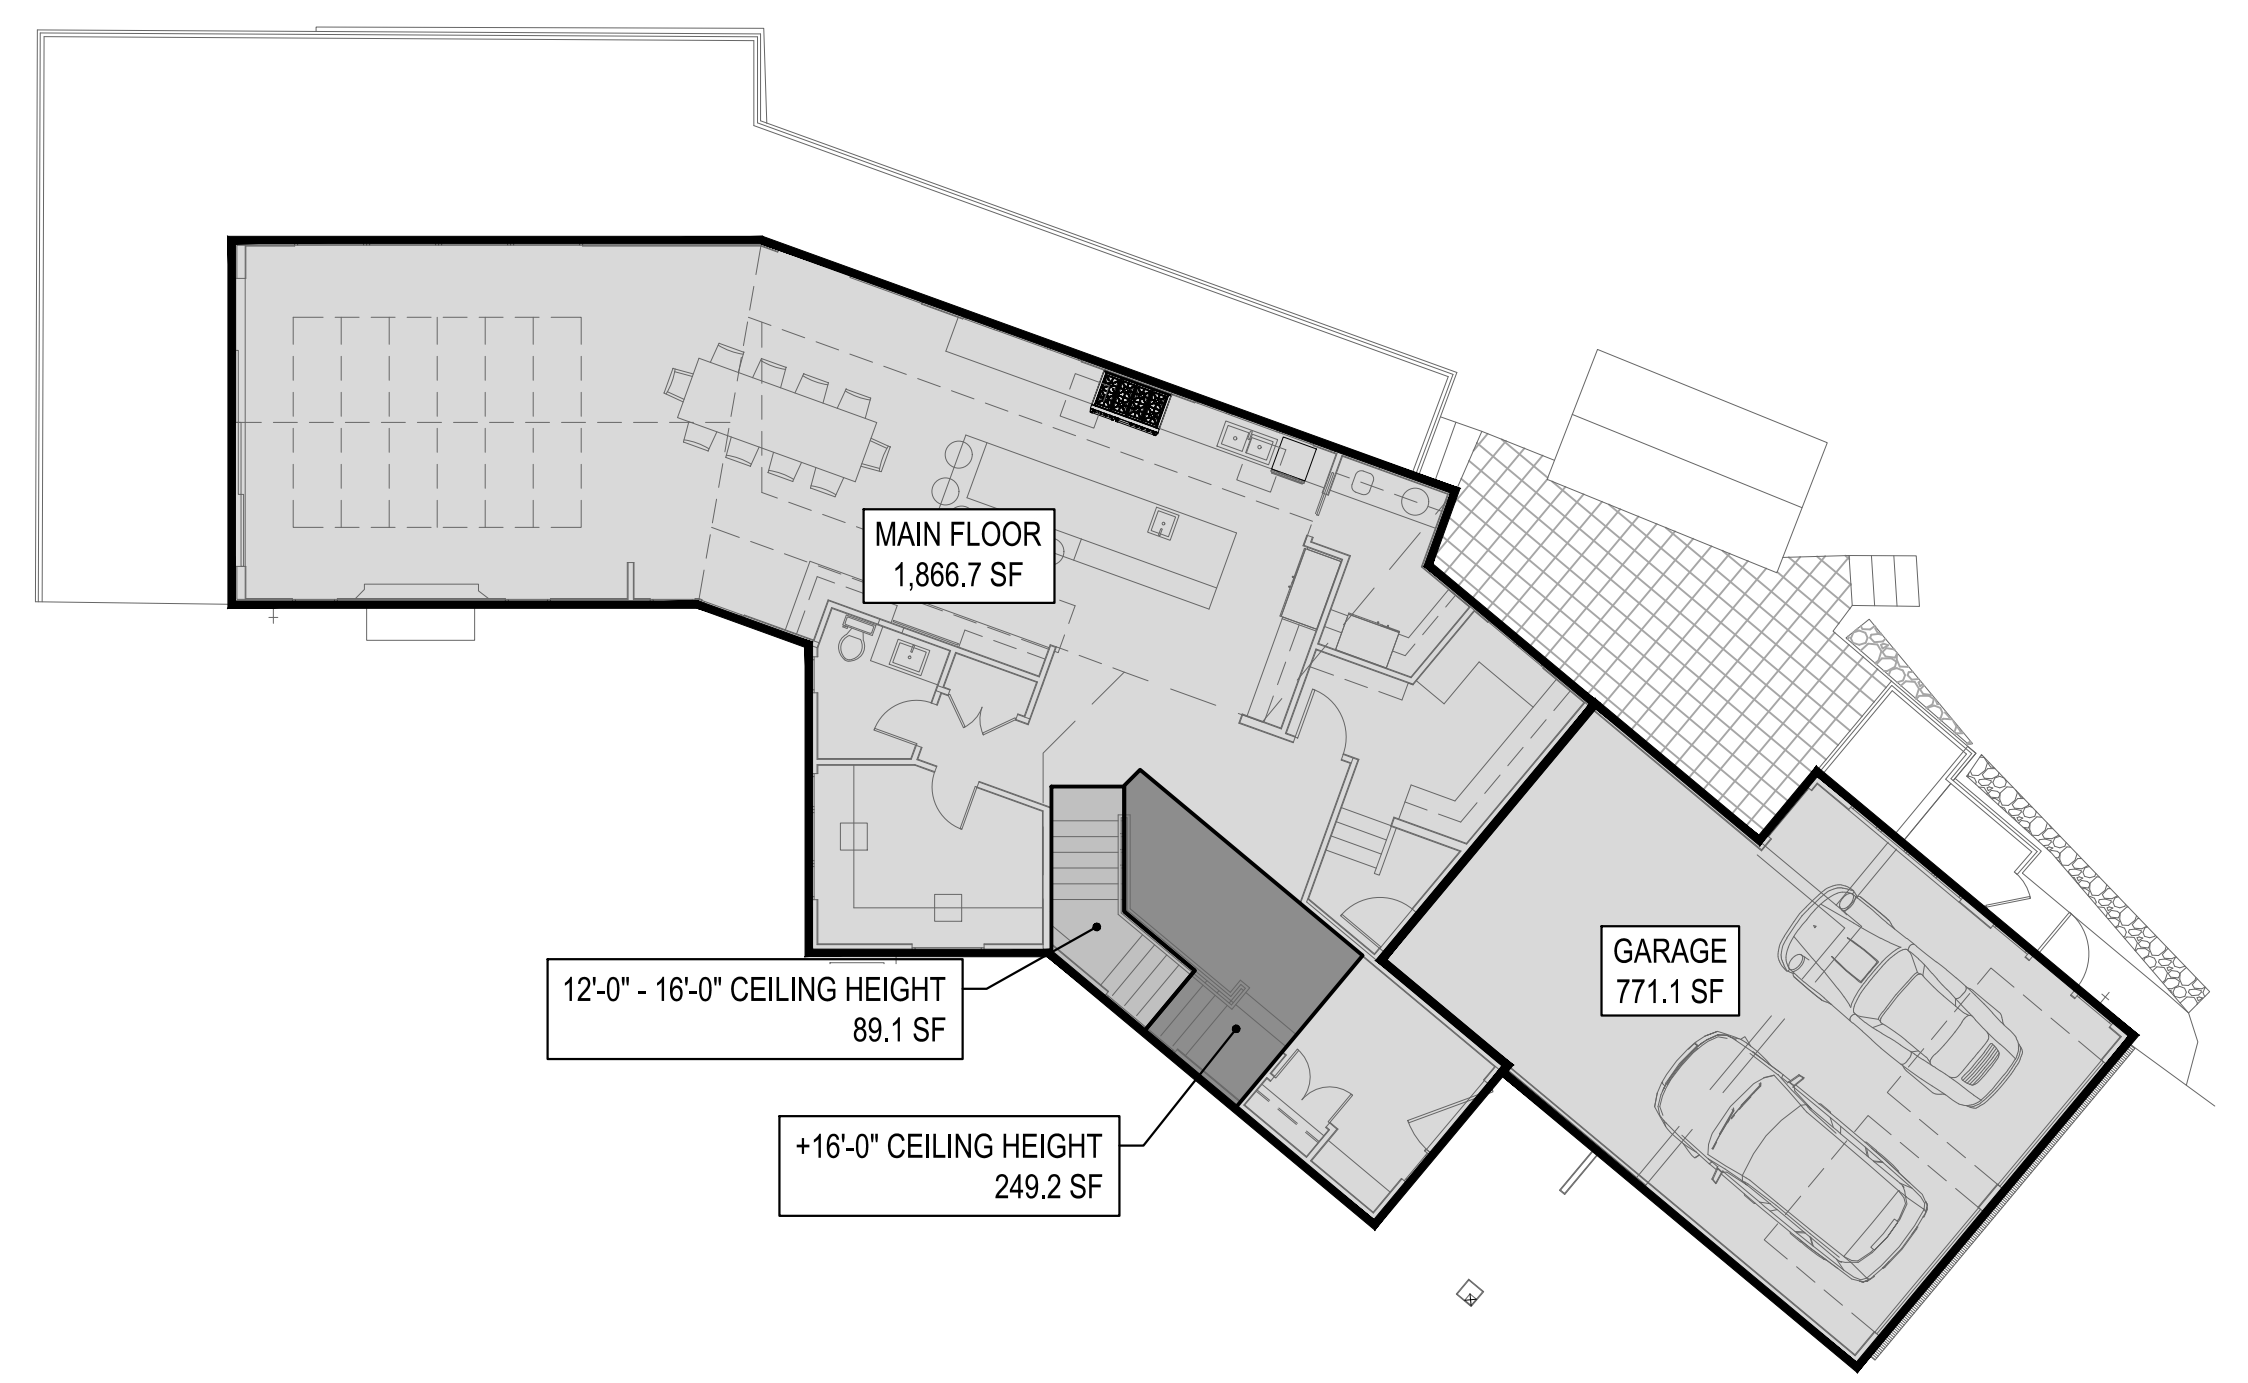 MAIN FLOOR
1,866.7 SF
GARAGE
771.1 SF
12'-0" - 16'-0" CEILING HEIGHT
89.1 SF
+16'-0" CEILING HEIGHT
249.2 SF